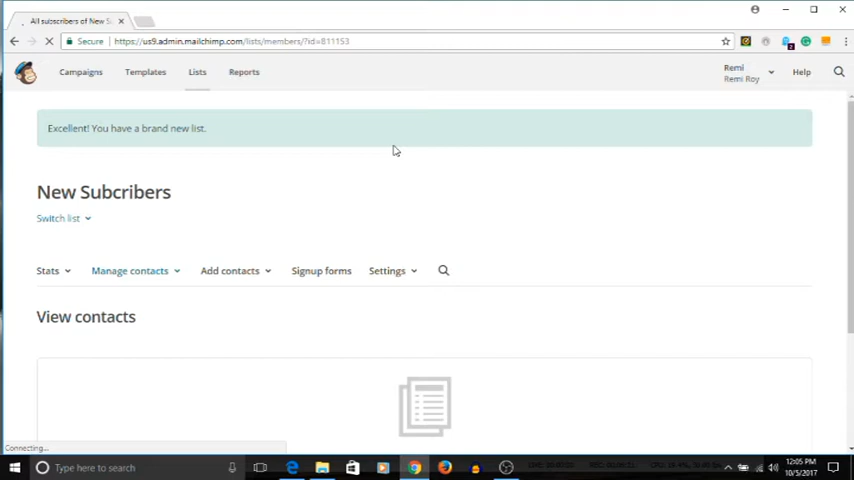 All subscribers of New Su
Secure https://us9.admin.mailchimp.com/lists/members/?id=811153
Campaigns Templates Lists Reports
Remi
Remi Roy
Help
Excellent! You have a brand new list.
New Subcribers
Switch list
Stats Manage contacts Add contacts Signup forms Settings
View contacts
Connecting...
Type here to search
12:05 PM
10/5/2017